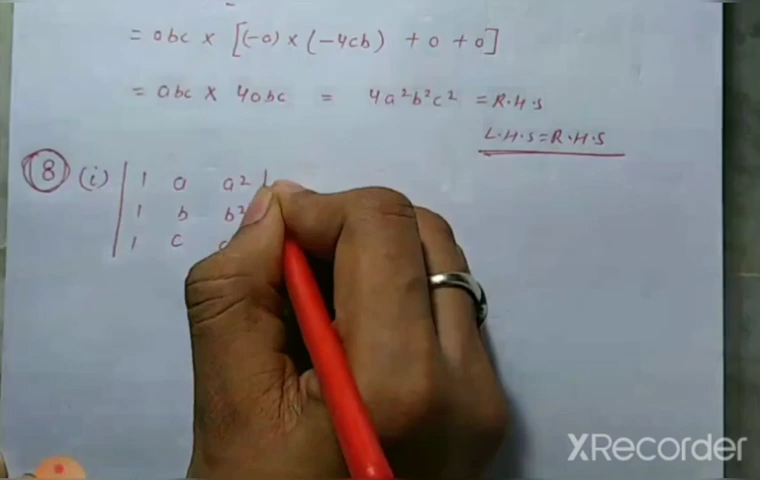 = abc × [(-a) × (-4cb) + 0 + 0]
= abc × 4abc = 4a²b²c² = R.H.S
L.H.S = R.H.S
8 (i) | 1 a a² |
1 b b²
1 c
XRecorder